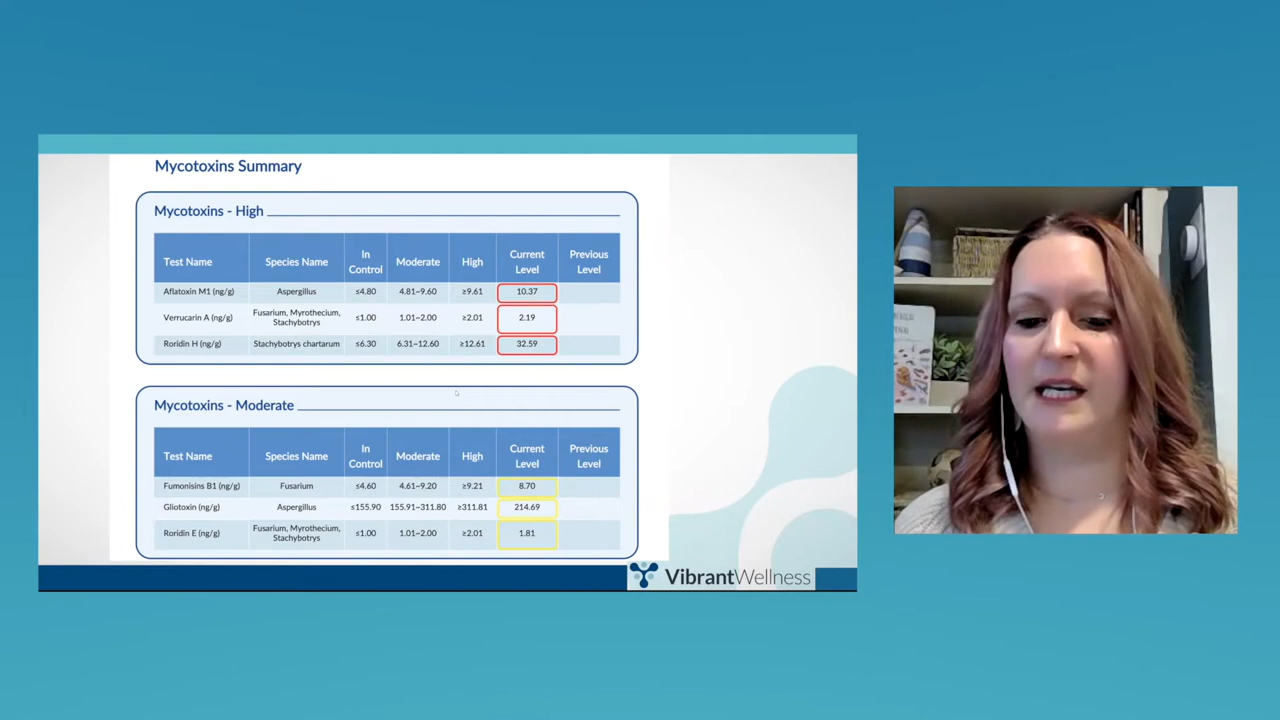 Mycotoxins Summary
Mycotoxins - High
Test Name Species Name In Control Moderate High Current Level Previous Level
Aflatoxin M1 (ng/g) Aspergillus ≤4.80 4.81~9.60 ≥9.61 10.37
Verrucarin A (ng/g) Fusarium, Myrothecium, Stachybotrys ≤1.00 1.01~2.00 ≥2.01 2.19
Roridin H (ng/g) Stachybotrys chartarum ≤6.30 6.31~12.60 ≥12.61 32.59
Mycotoxins - Moderate
Test Name Species Name In Control Moderate High Current Level Previous Level
Fumonisins B1 (ng/g) Fusarium ≤4.60 4.61~9.20 ≥9.21 8.70
Gliotoxin (ng/g) Aspergillus ≤155.90 155.91~311.80 ≥311.81 214.69
Roridin E (ng/g) Fusarium, Myrothecium, Stachybotrys ≤1.00 1.01~2.00 ≥2.01 1.81
VibrantWellness